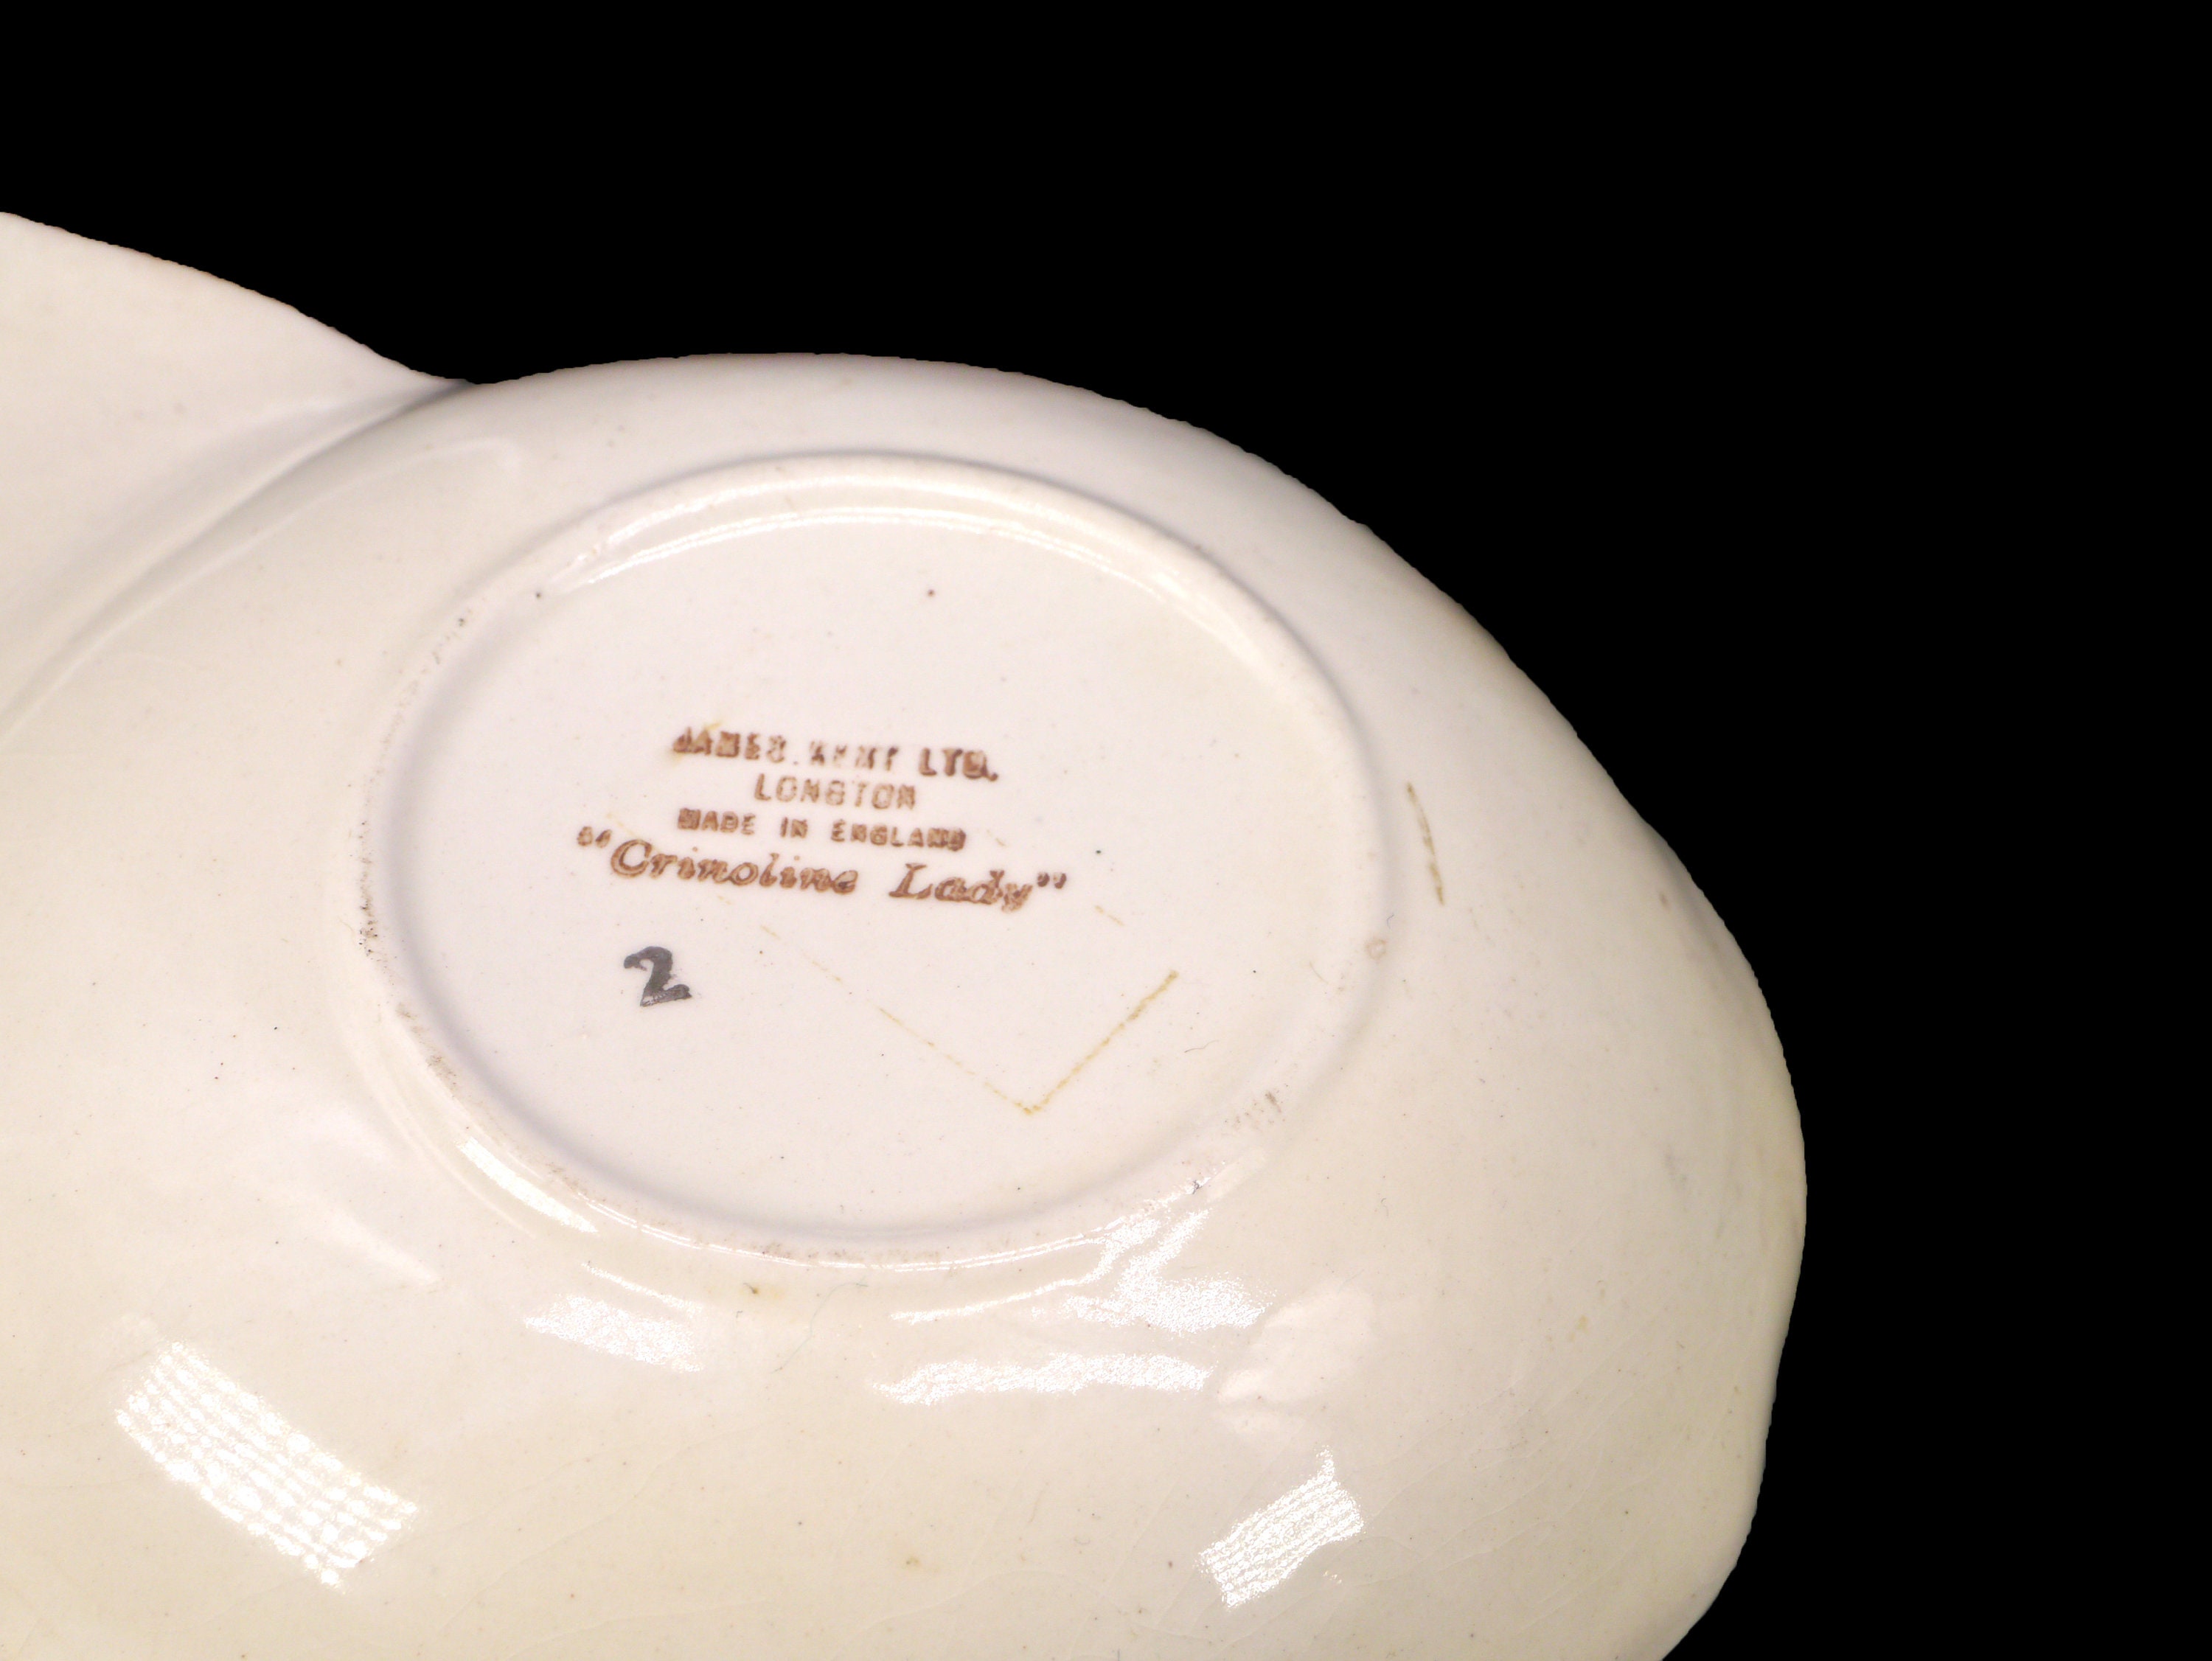 JAMES KENT LTD.
LONGTON
MADE IN ENGLAND
"Crinoline Lady"
2